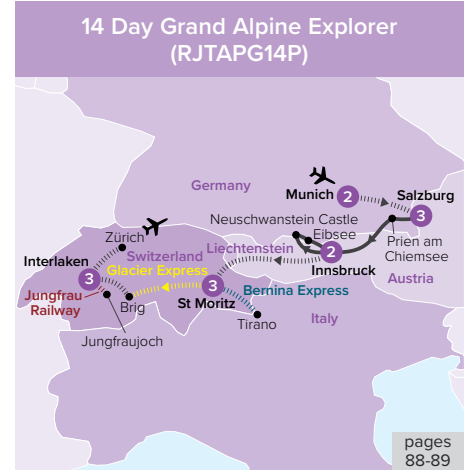 14 Day Grand Alpine Explorer
(RJTAPG14P)
Germany
Munich
2
Salzburg
3
Neuschwanstein Castle
Eibsee
Prien am
Chiemsee
Zürich
Switzerland
Liechtenstein
2
Innsbruck
Austria
Interlaken
3
Glacier Express
3
St Moritz
Bernina Express
Jungfrau
Railway
Brig
Tirano
Italy
Jungfraujoch
pages
88-89